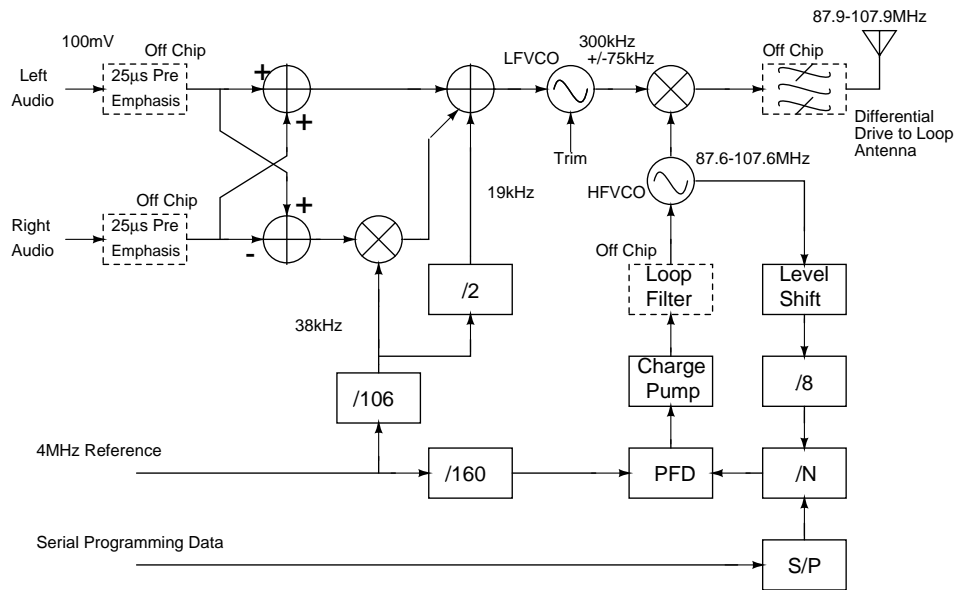 100mV
Off Chip
Left
Audio
25μs Pre
Emphasis
+
+
LFVCO
300kHz
+/-75kHz
Trim
Off Chip
87.9-107.9MHz
Differential
Drive to Loop
Antenna
Right
Audio
Off Chip
25μs Pre
Emphasis
+
-
19kHz
HFVCO
87.6-107.6MHz
38kHz
/2
Off Chip
Loop
Filter
Level
Shift
/106
Charge
Pump
/8
4MHz Reference
/160
PFD
/N
Serial Programming Data
S/P